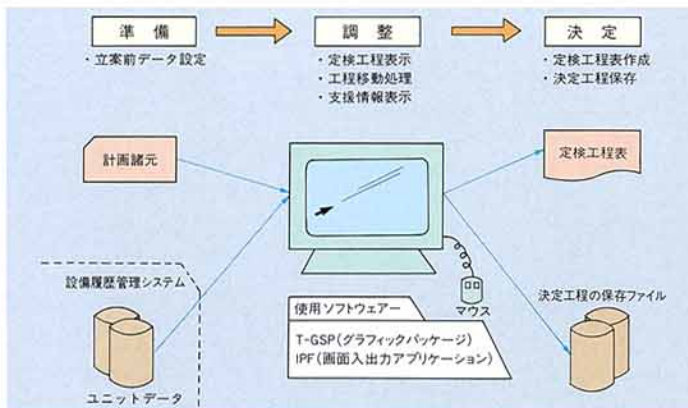 準備
調整
決定
・立案前データ設定
・定検工程表示
・工程移動処理
・支援情報表示
・定検工程表作成
・決定工程保存
計画諸元
定検工程表
設備履歴管理システム
ユニットデータ
マウス
使用ソフトウェアー
T-GSP(グラフィックパッケージ)
IPF(画面入出力アプリケーション)
決定工程の保存ファイル